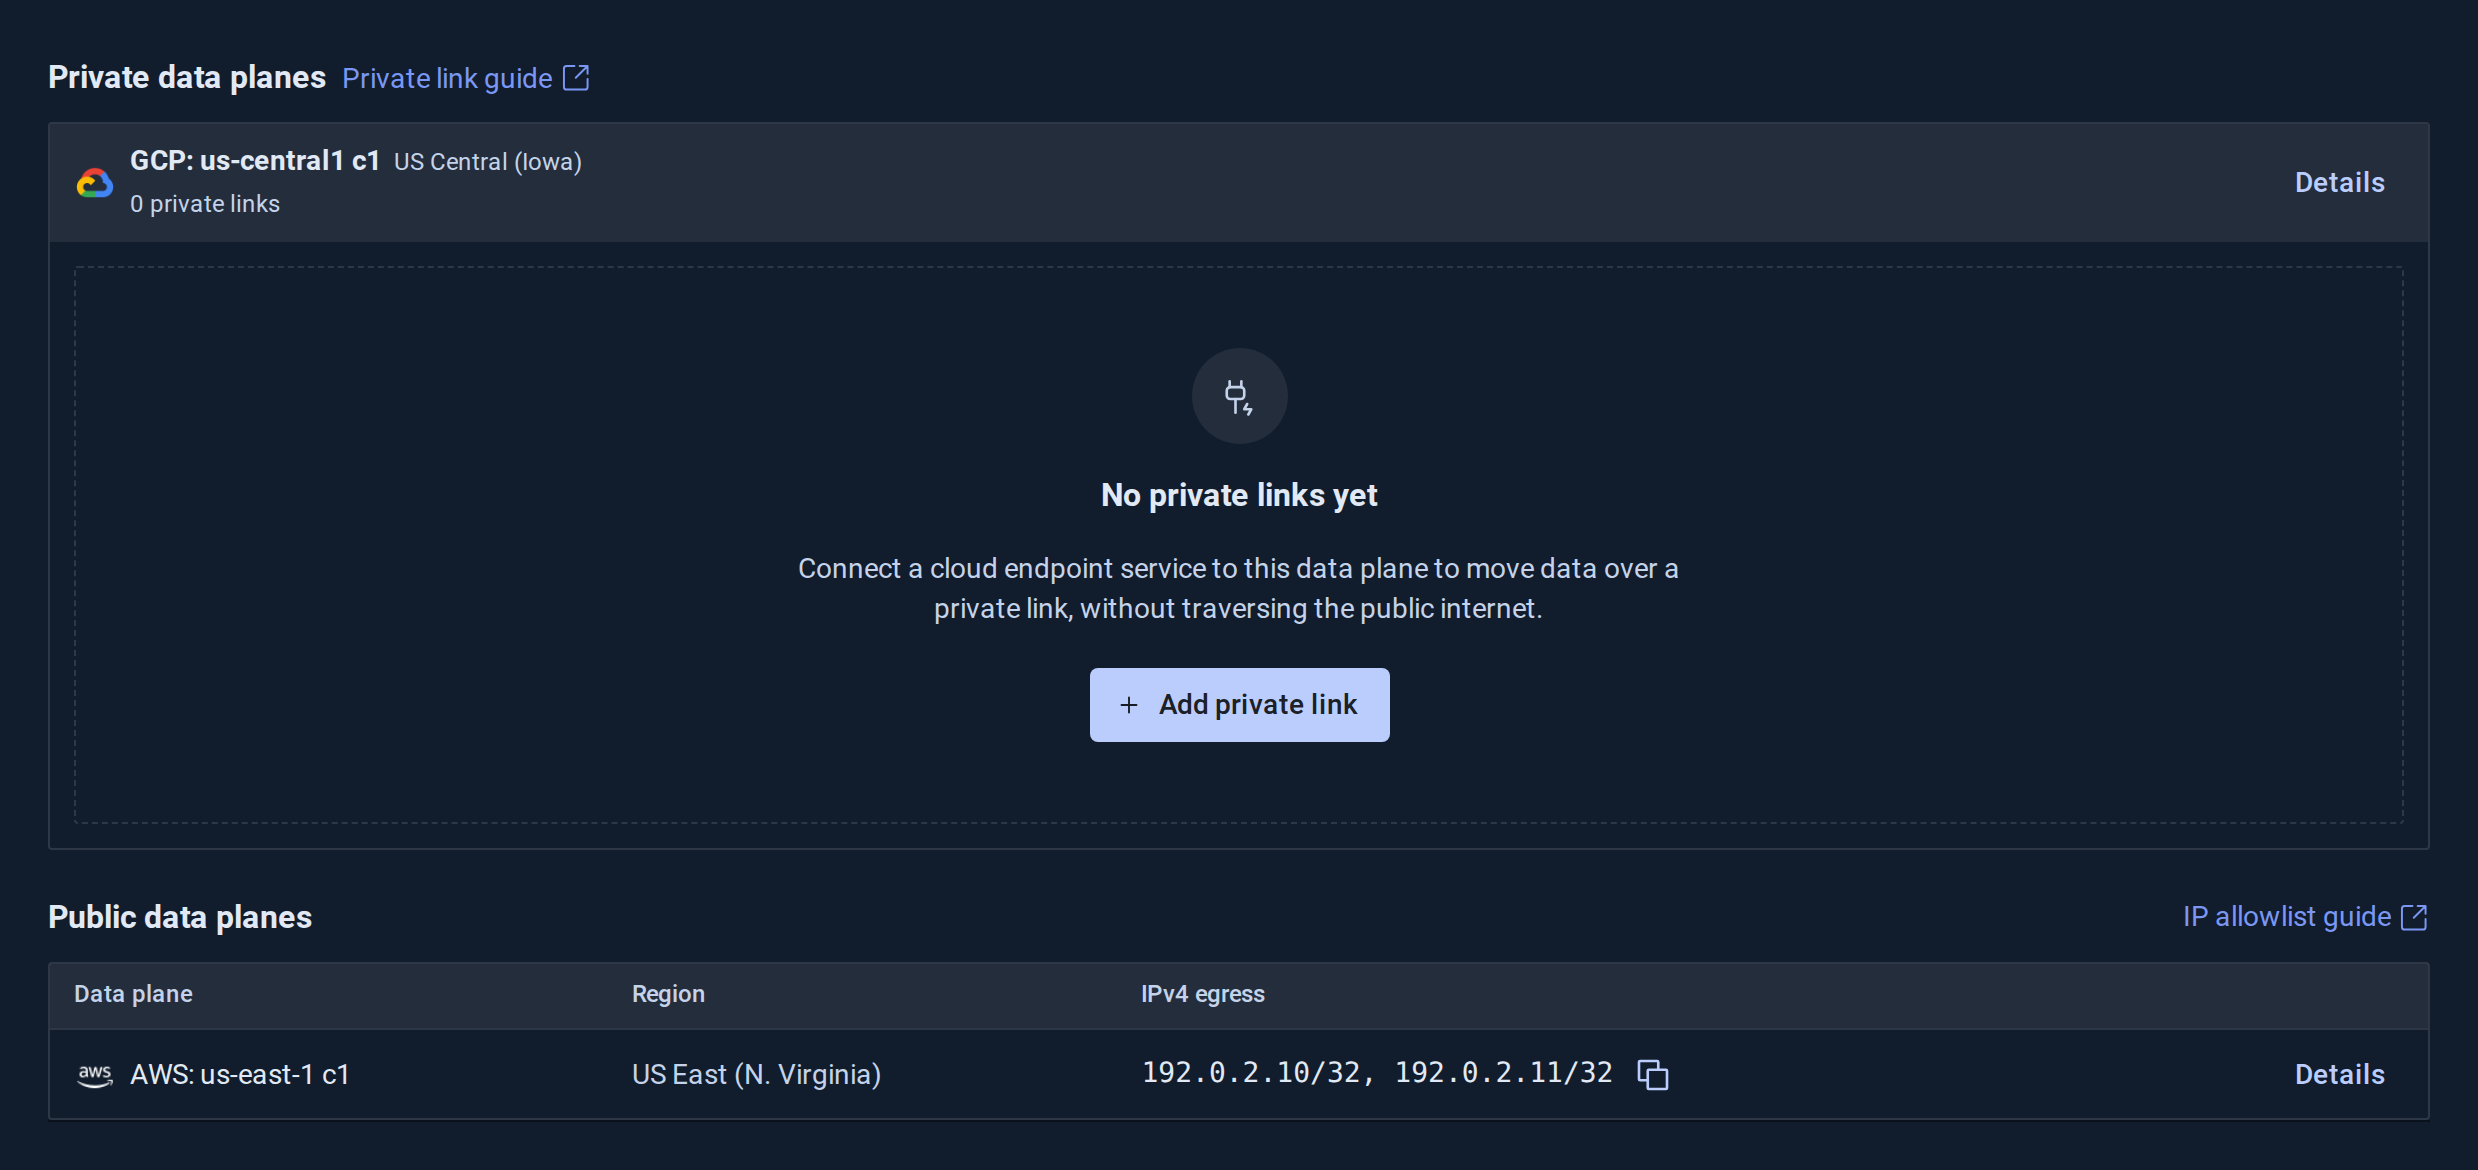 Private data planes Private link guide
GCP: us-central1 c1 US Central (Iowa)
0 private links
Details
No private links yet
Connect a cloud endpoint service to this data plane to move data over a
private link, without traversing the public internet.
+ Add private link
Public data planes
IP allowlist guide
Data plane Region IPv4 egress
aws AWS: us-east-1 c1 US East (N. Virginia) 192.0.2.10/32, 192.0.2.11/32 Details